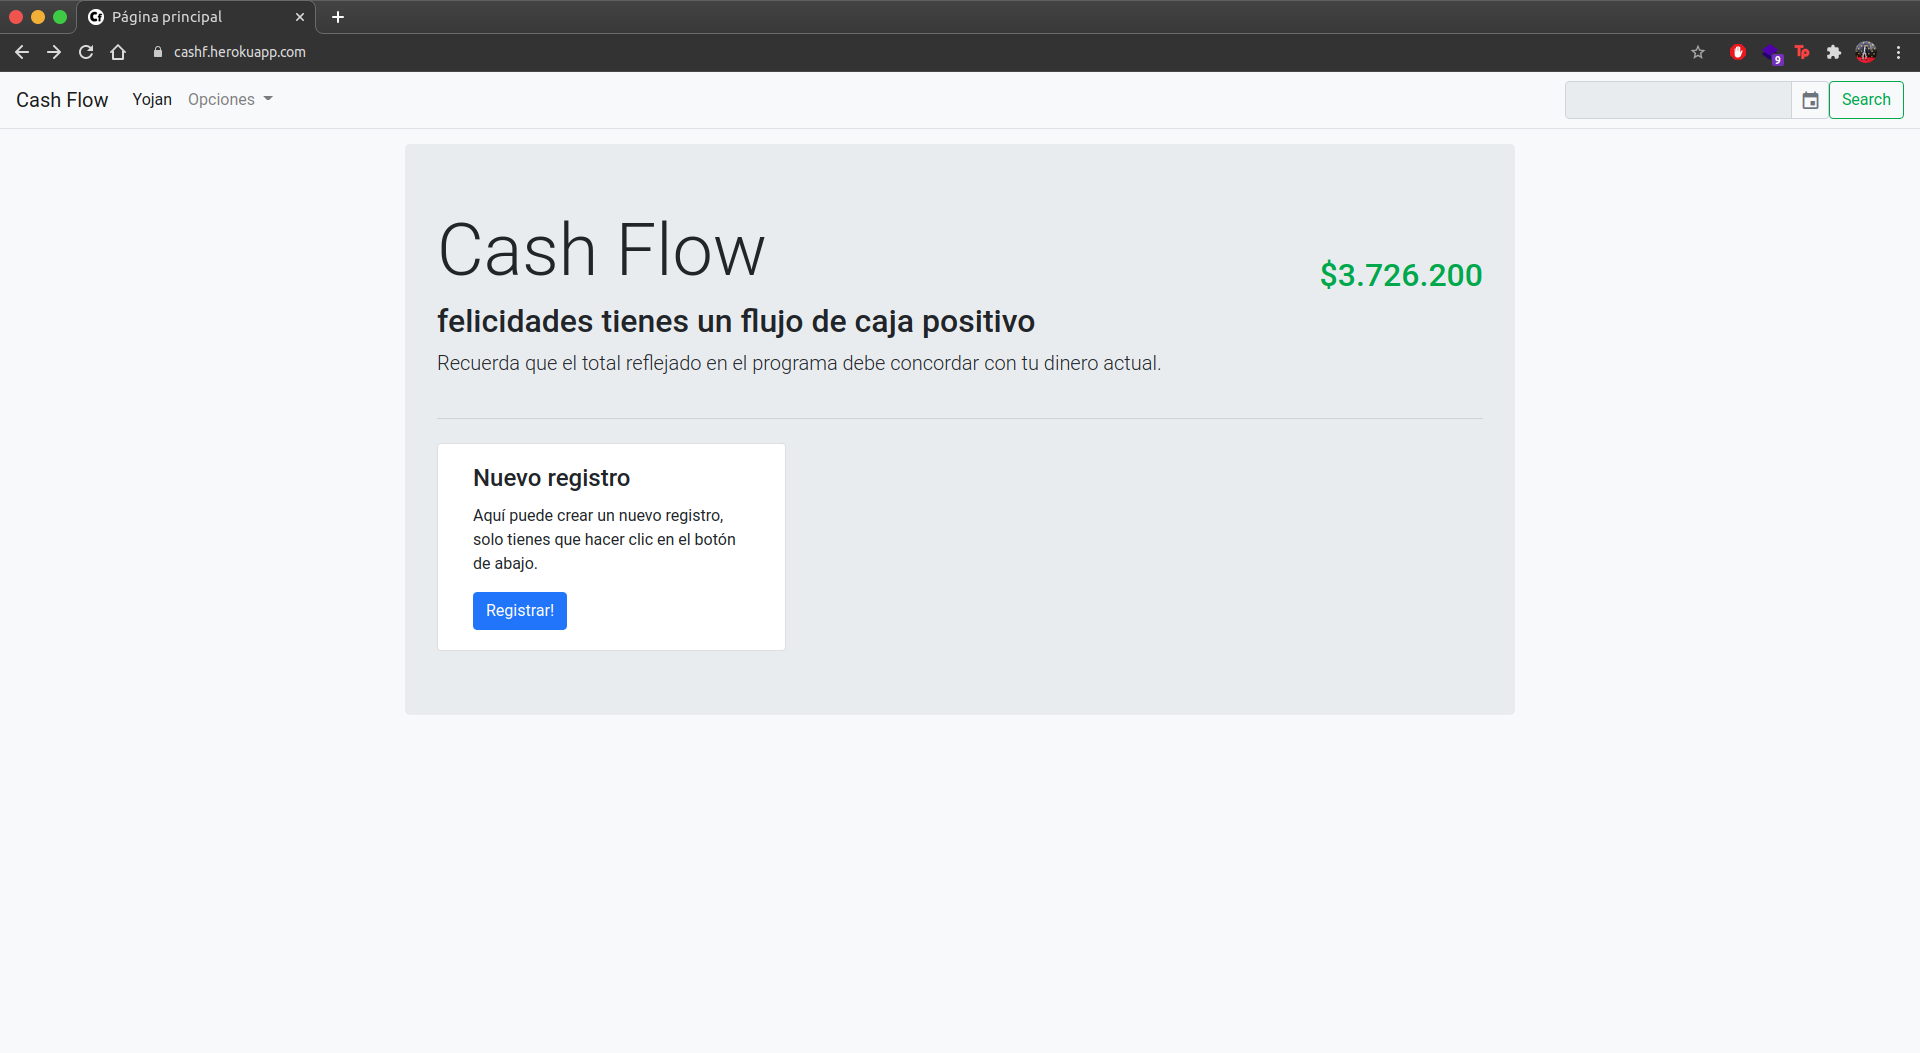 Página principal
cashf.herokuapp.com
9
Tp
Cash Flow Yojan Opciones Search
Cash Flow
$3.726.200
felicidades tienes un flujo de caja positivo
Recuerda que el total reflejado en el programa debe concordar con tu dinero actual.
Nuevo registro
Aquí puede crear un nuevo registro,
solo tienes que hacer clic en el botón
de abajo.
Registrar!